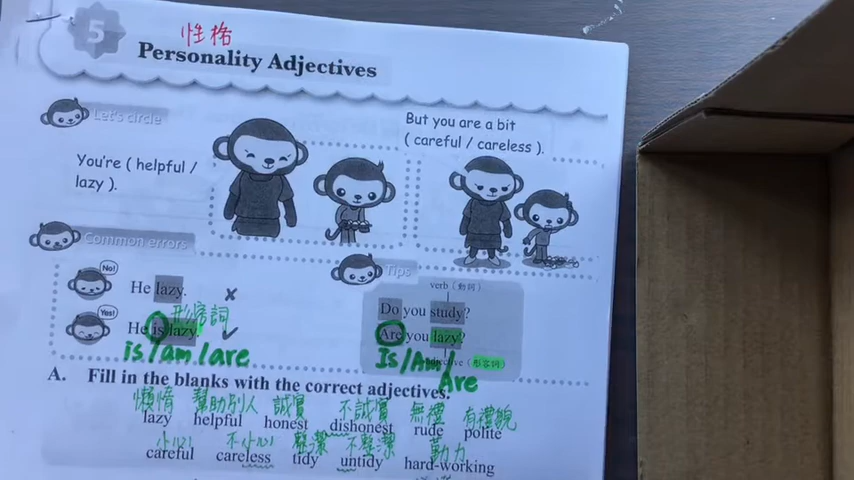 5
性格
Personality Adjectives
Let's circle
You're ( helpful /
lazy ).
But you are a bit
( careful / careless ).
Common errors
No!
He lazy.
形容詞
Yes!
He is lazy.
is/am/are
Tips
verb (動詞)
Do you study?
Are you lazy?
adjective (形容詞)
Is/Am/
Are
A. Fill in the blanks with the correct adjectives.
懶惰 幫助別人 誠實 不誠實 無禮 有禮貌
lazy helpful honest dishonest rude polite
小心 不小心 整潔 不整潔 勤力
careful careless tidy untidy hard-working